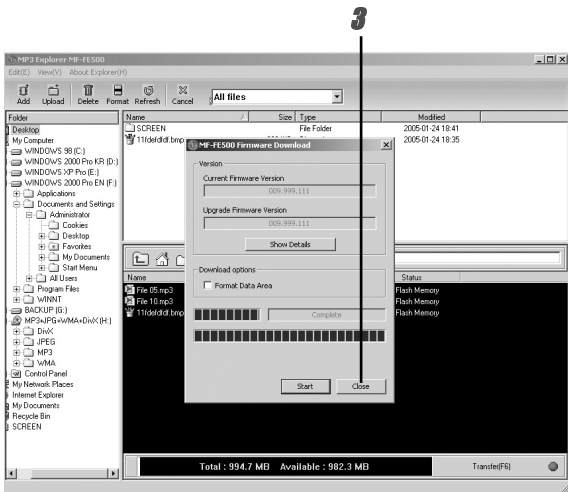 3
MP3 Explorer MF-FE500
Edit(E) View(V) About Explorer(H)
Add Upload Delete Format Refresh Cancel All files
Folder
Desktop
My Computer
WINDOWS 98 (C:)
WINDOWS 2000 Pro KR (D:)
WINDOWS XP Pro (E:)
WINDOWS 2000 Pro EN (F:)
Applications
Documents and Settings
Administrator
Cookies
Desktop
Favorites
My Documents
Start Menu
All Users
Program Files
WINNT
BACKUP (G:)
MP3+JPG+WMA+DivX (H:)
DivX
JPEG
MP3
WMA
Control Panel
My Network Places
Internet Explorer
My Documents
Recycle Bin
SCREEN
Name Size Type Modified
SCREEN File Folder 2005-01-24 18:41
11fdefdfdf.bmp 2005-01-24 18:35
MF-FE500 Firmware Download
Version
Current Firmware Version
009.999.111
Upgrade Firmware Version
009.999.111
Show Details
Download options
Format Data Area
Complete
Start Close
Name Status
File 05.mp3 Flash Memory
File 10.mp3 Flash Memory
11fdefdfdf.bmp Flash Memory
Total : 994.7 MB Available : 982.3 MB Transfer(F6)